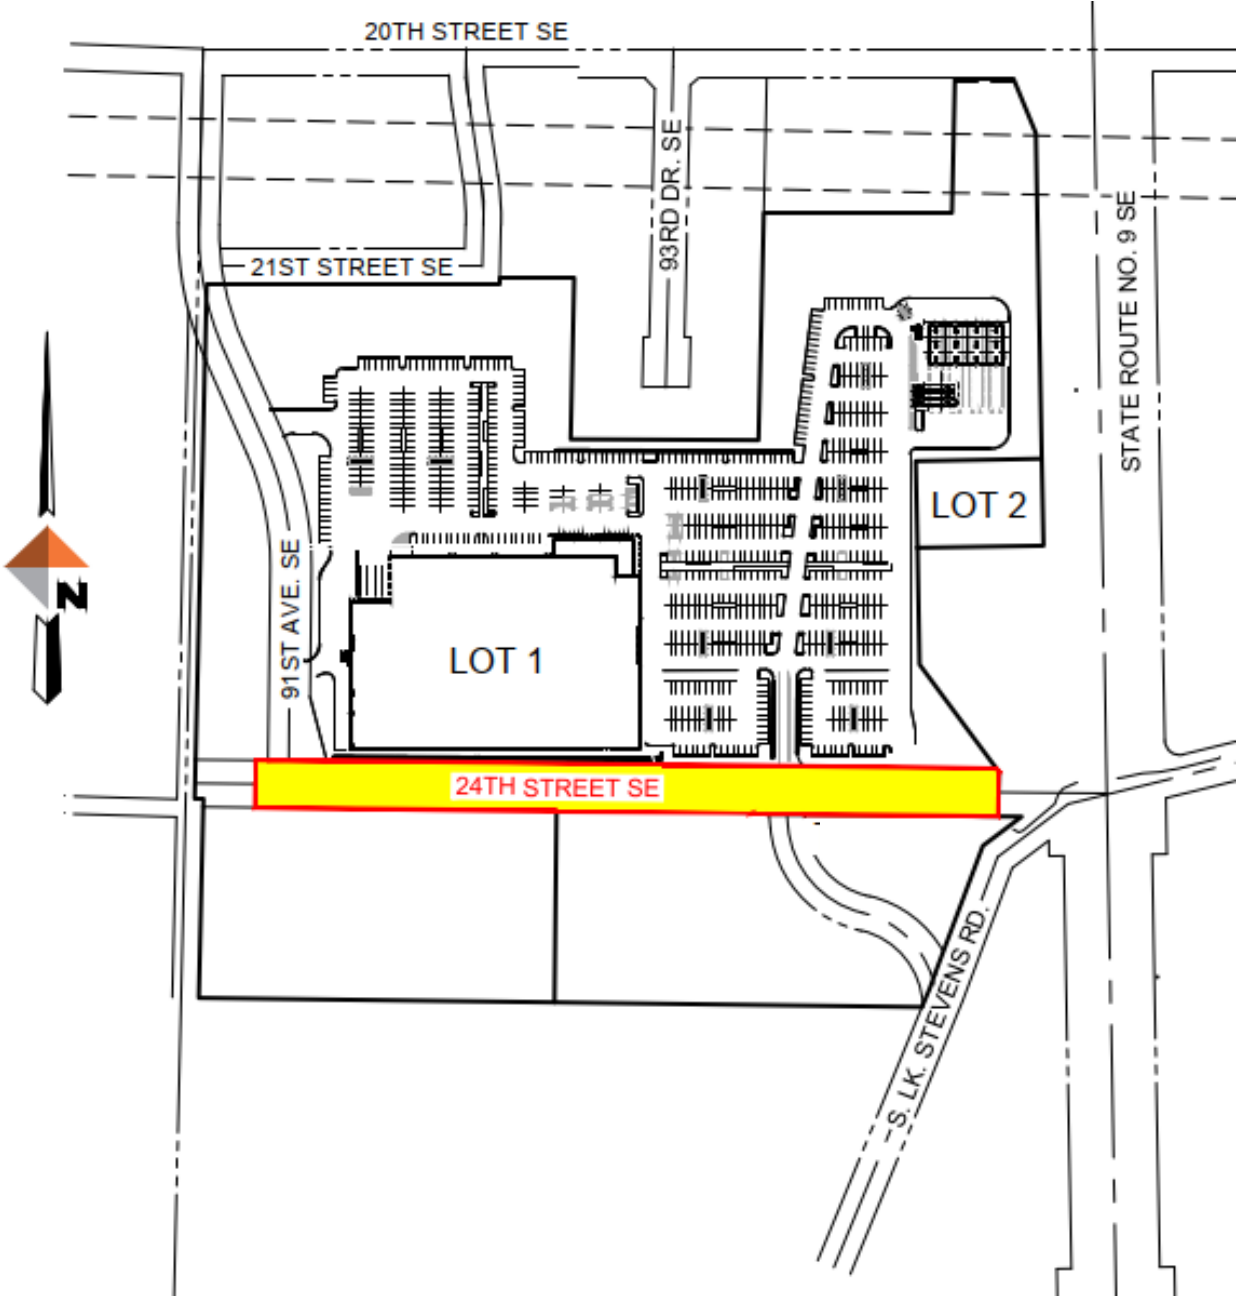 20TH STREET SE
93RD DR. SE
STATE ROUTE NO. 9 SE
21ST STREET SE
LOT 2
N
91ST AVE. SE
LOT 1
24TH STREET SE
S. LK. STEVENS RD.